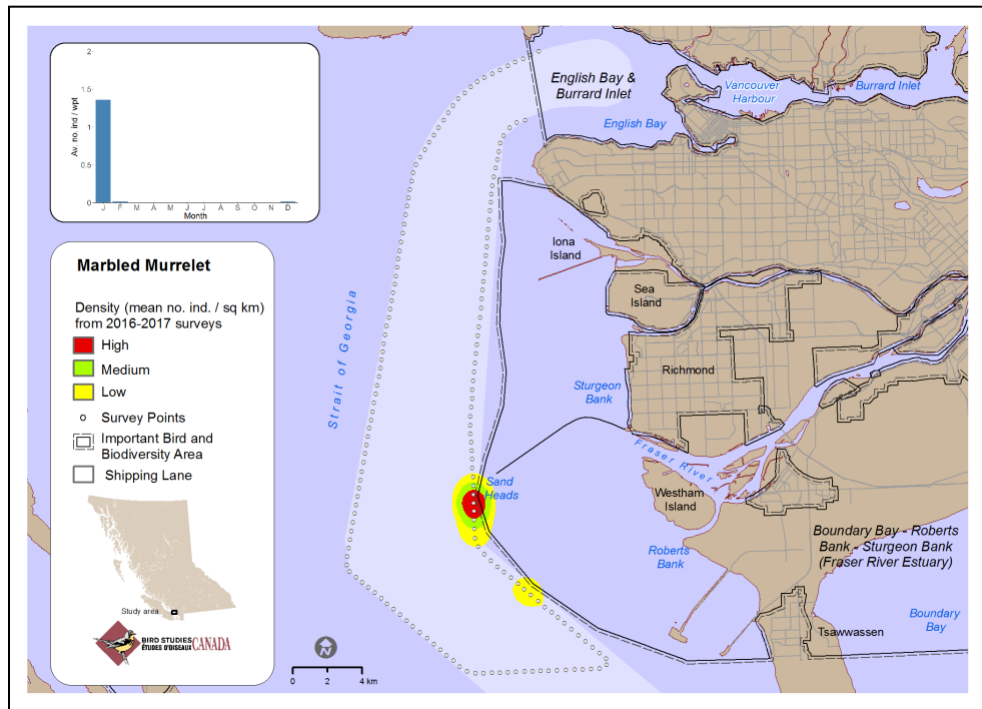 2
1.5
1
0.5
0
Av. no. ind / wpt
J F M A M J J A S O N D
Month
Marbled Murrelet
Density (mean no. ind. / sq km)
from 2016-2017 surveys
High
Medium
Low
Survey Points
Important Bird and
Biodiversity Area
Shipping Lane
Study area
BIRD STUDIES
ÉTUDES D'OISEAUX
CANADA
N
0 2 4 km
Strait of Georgia
English Bay &
Burrard Inlet
English Bay
Vancouver
Harbour
Burrard Inlet
Iona
Island
Sea
Island
Richmond
Sturgeon
Bank
Fraser River
Sand
Heads
Westham
Island
Roberts
Bank
Boundary Bay - Roberts
Bank - Sturgeon Bank
(Fraser River Estuary)
Boundary
Bay
Tsawwassen